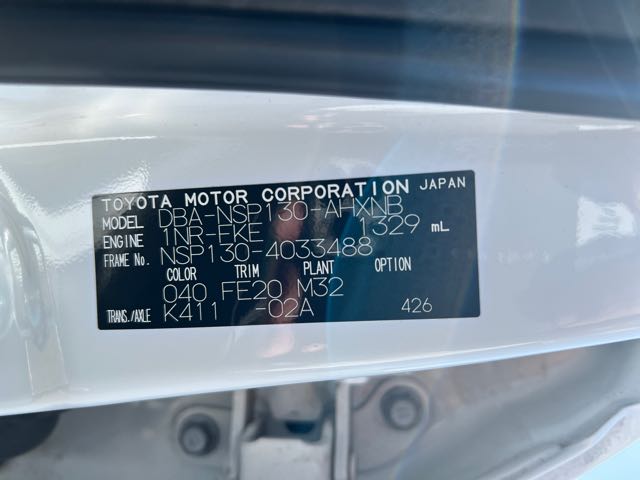 TOYOTA MOTOR CORPORATION JAPAN
MODEL DBA-NSP130-AHXNB
ENGINE 1NR-FKE 1329 mL
FRAME No. NSP130-4033488
COLOR TRIM PLANT OPTION
040 FE20 M32
TRANS./AXLE K411 -02A 426